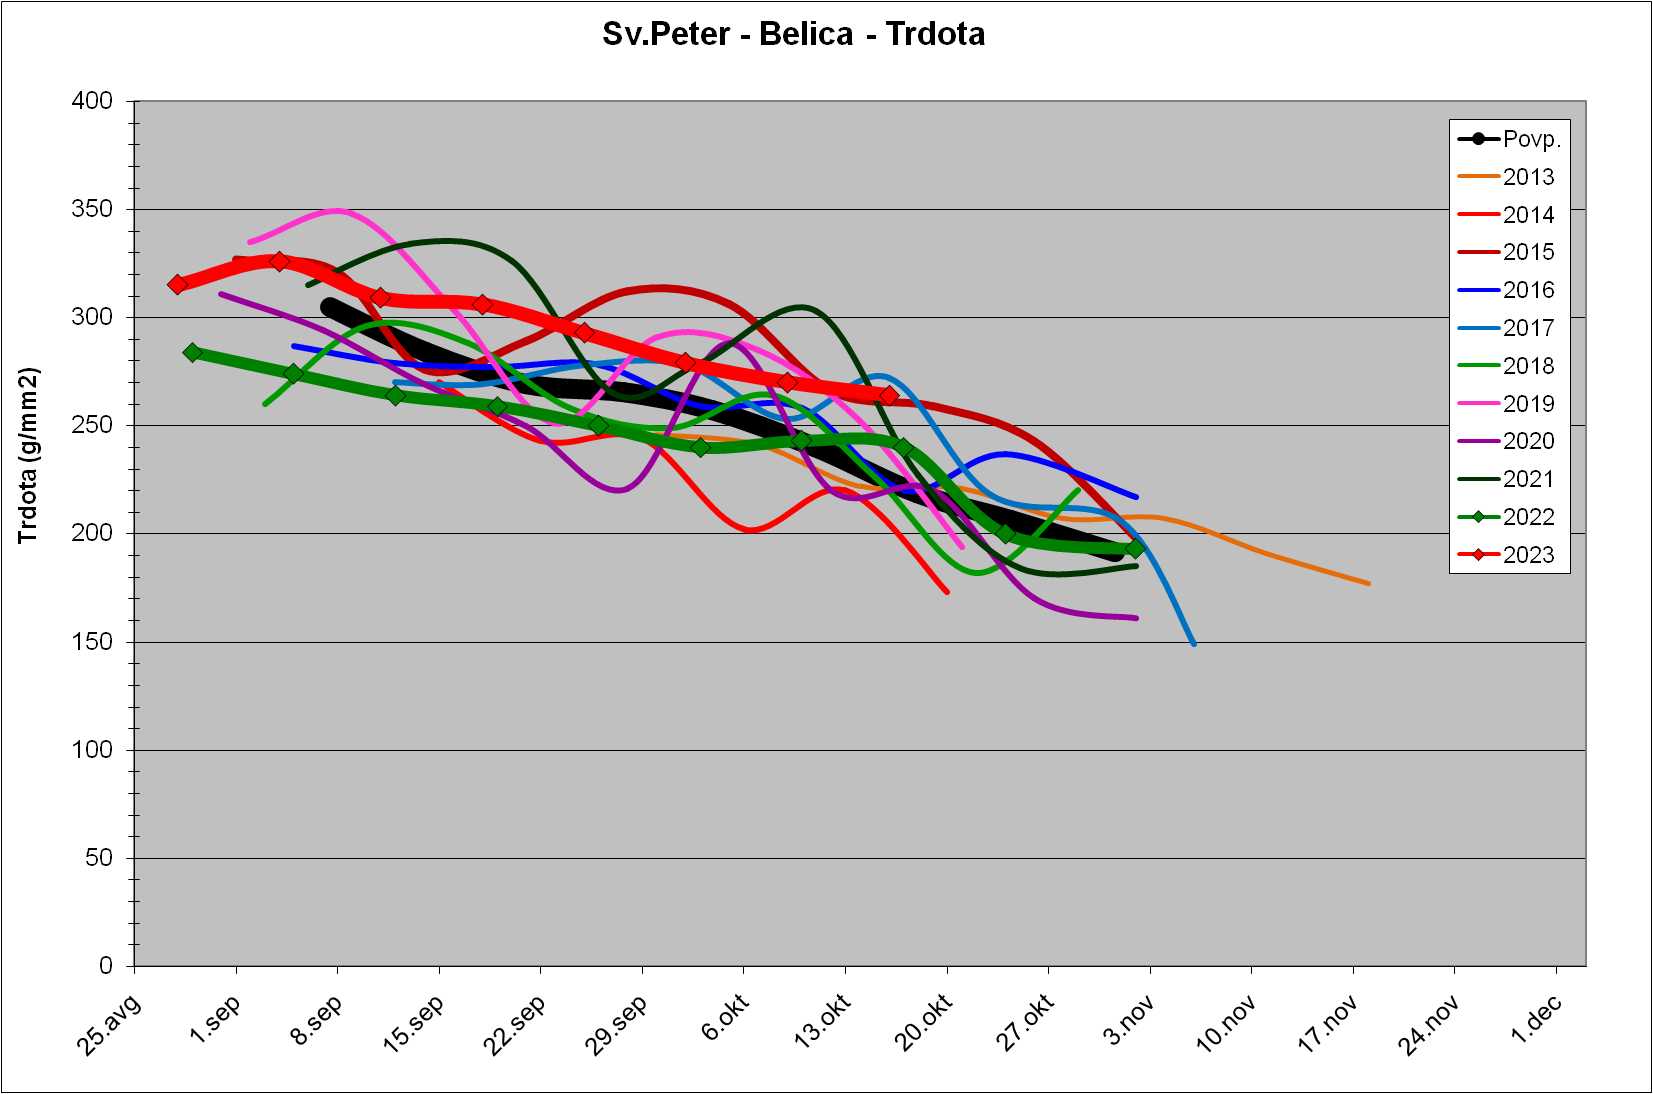 Sv.Peter - Belica - Trdota
Trdota (g/mm2)
400
350
300
250
200
150
100
50
0
25.avg
1.sep
8.sep
15.sep
22.sep
29.sep
6.okt
13.okt
20.okt
27.okt
3.nov
10.nov
17.nov
24.nov
1.dec
Povp.
2013
2014
2015
2016
2017
2018
2019
2020
2021
2022
2023